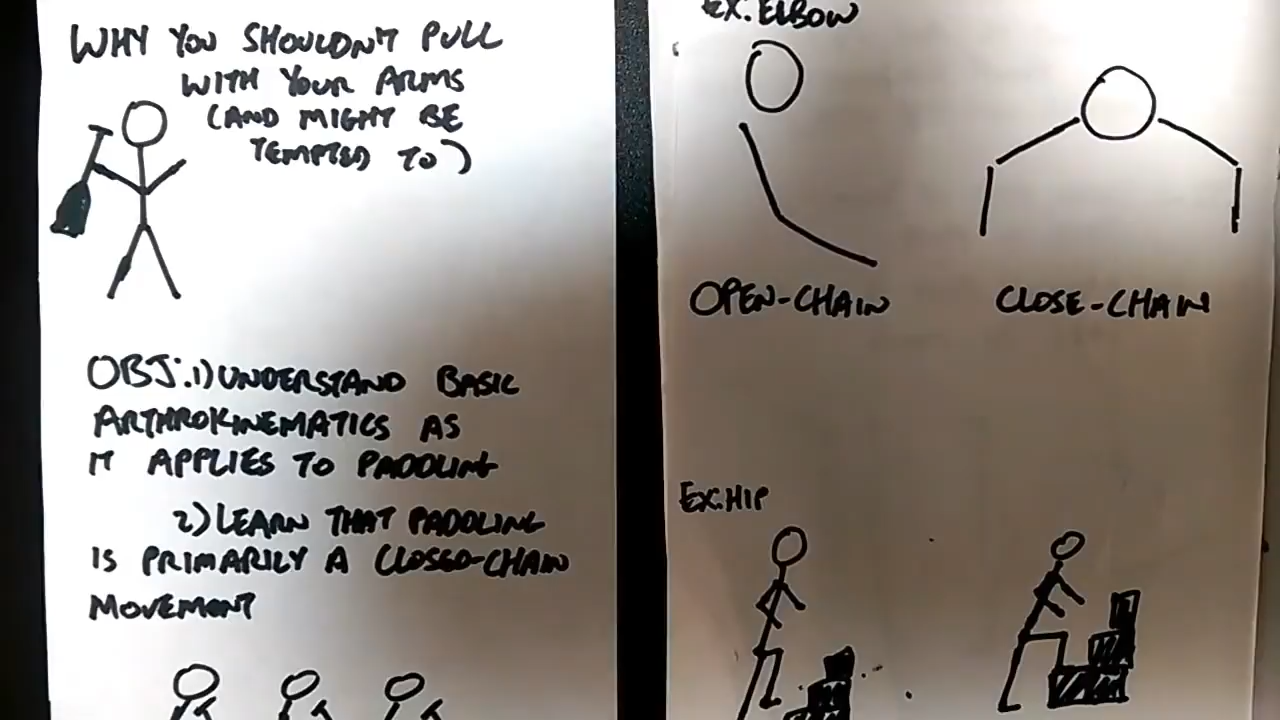 WHY YOU SHOULDN'T PULL
WITH YOUR ARMS
(AND MIGHT BE
TEMPTED TO)
OBJ:1)UNDERSTAND BASIC
ARTHROKINEMATICS AS
IT APPLIES TO PADDLING
2)LEARN THAT PADDLING
IS PRIMARILY A CLOSED-CHAIN
MOVEMENT
EX:ELBOW
OPEN-CHAIN
CLOSE-CHAIN
EX:HIP